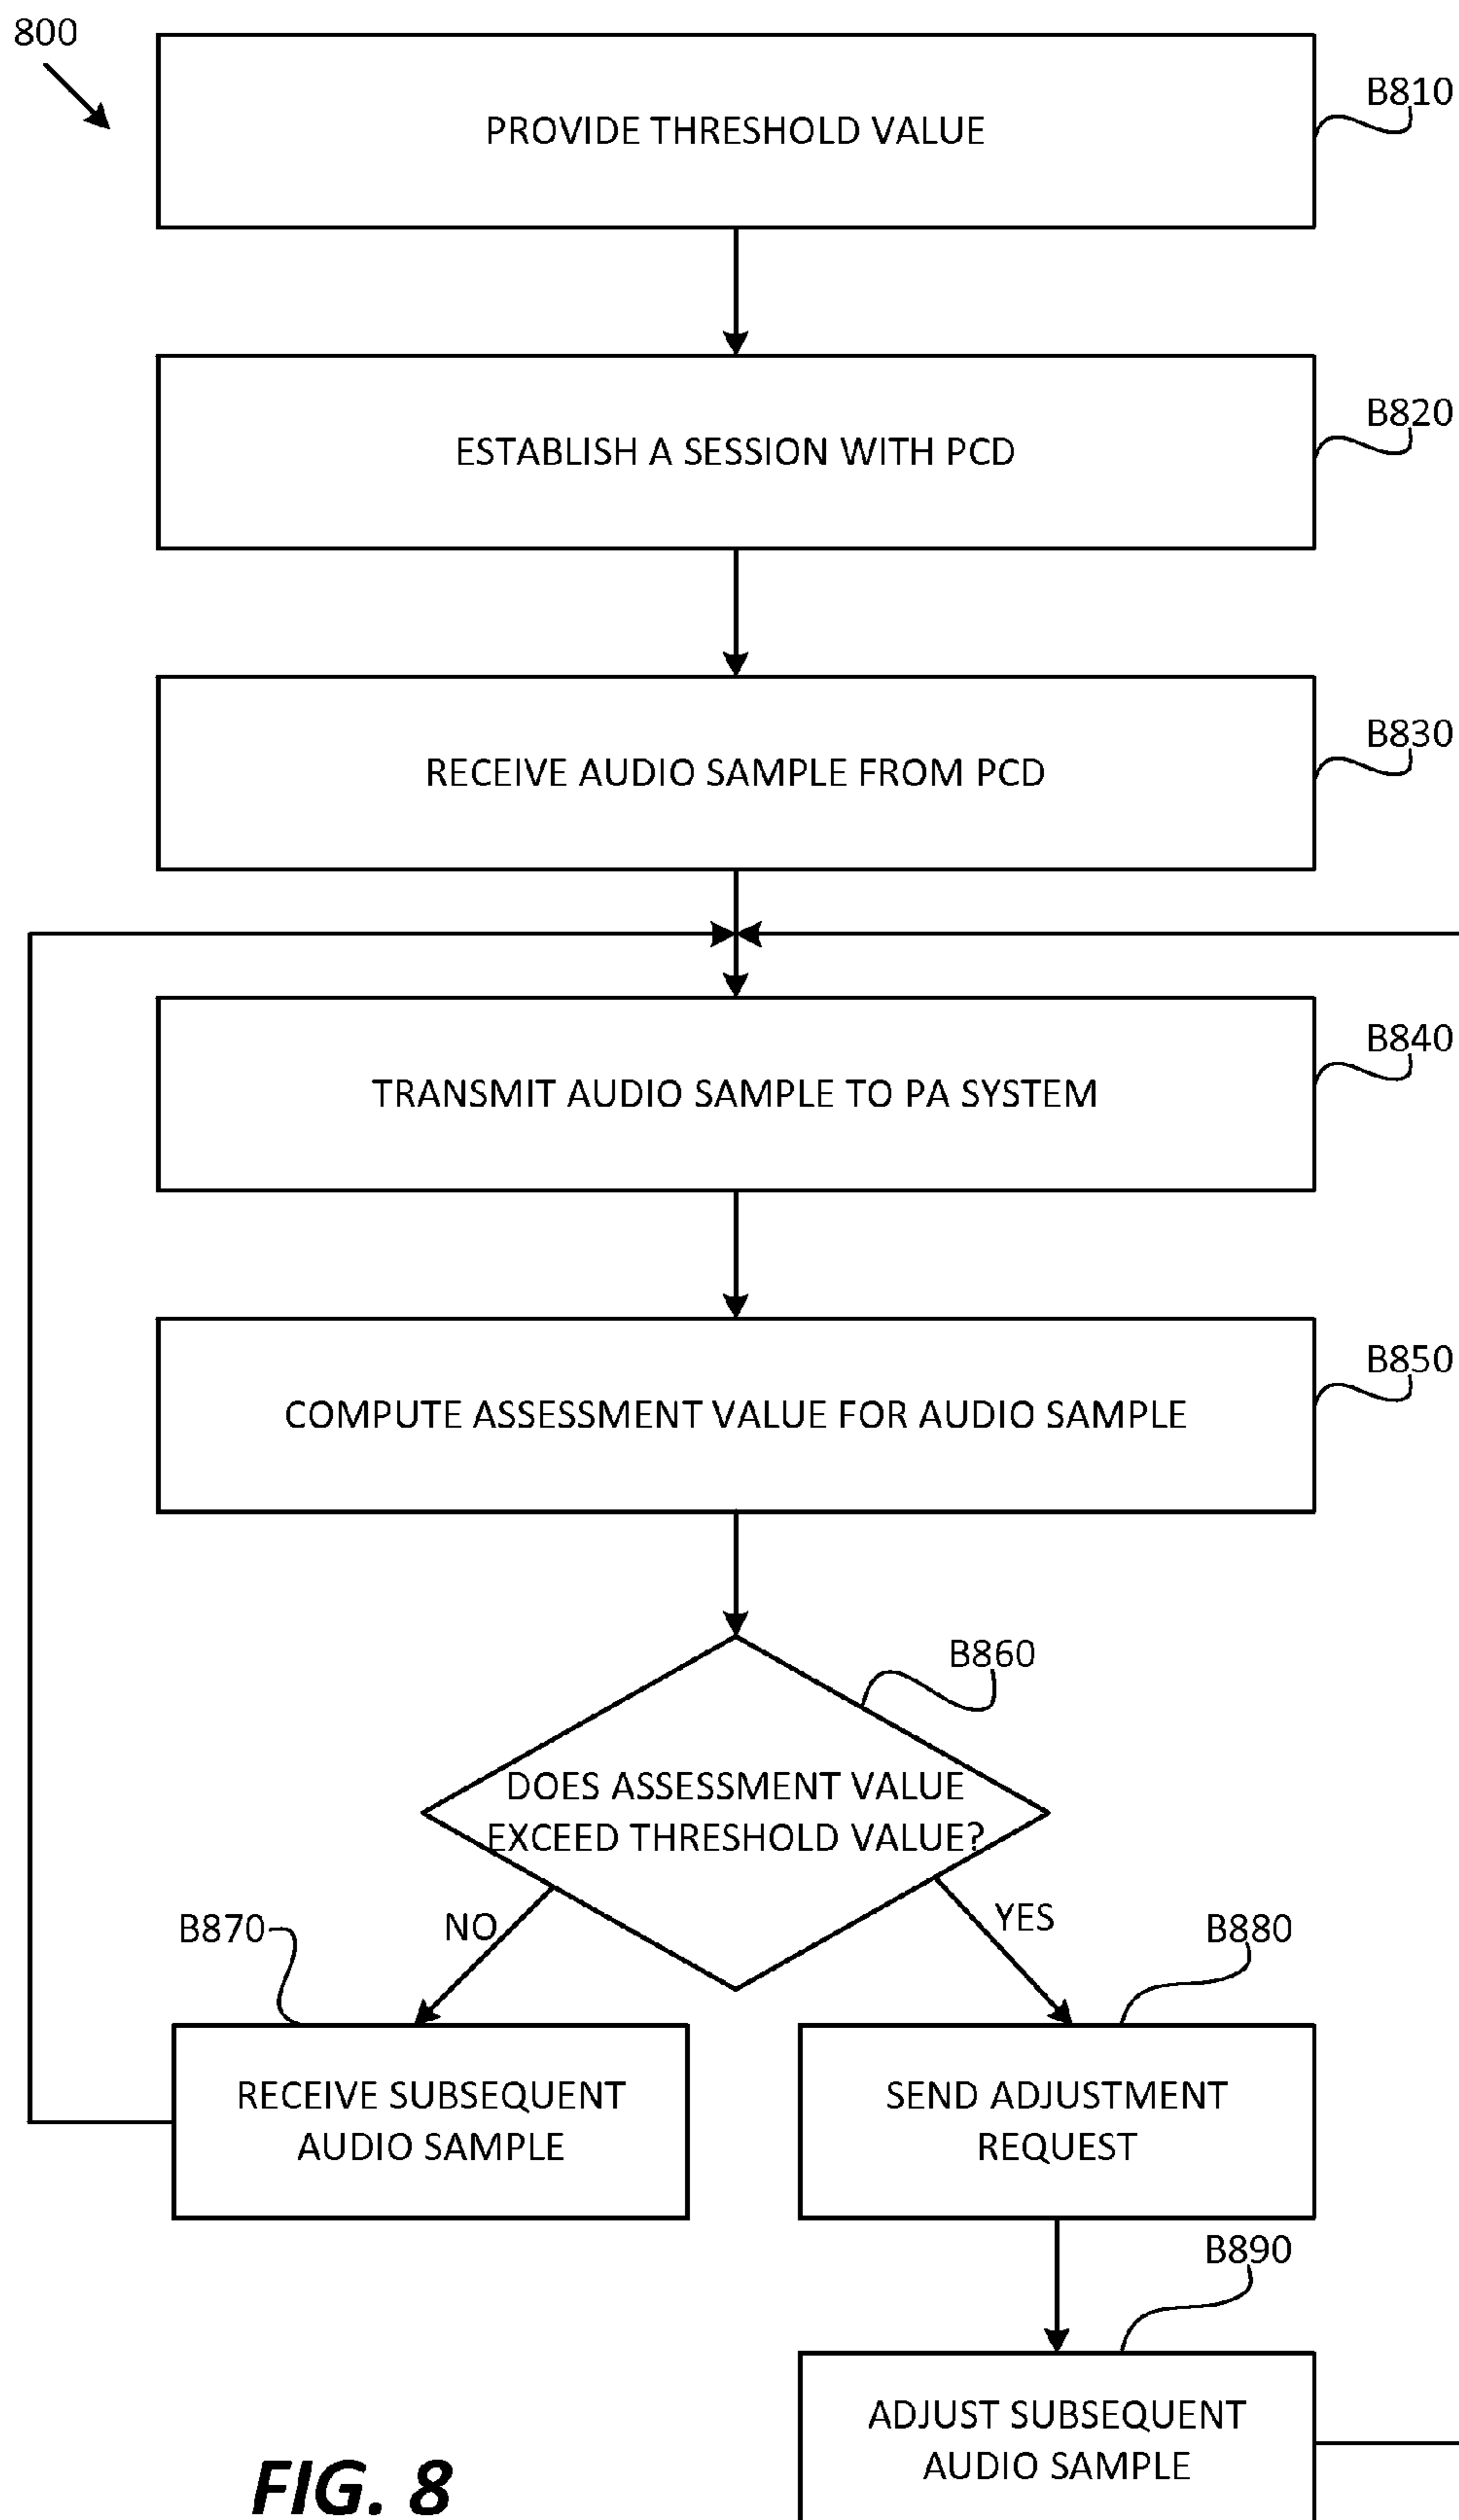 800
PROVIDE THRESHOLD VALUE
B810
ESTABLISH A SESSION WITH PCD
B820
RECEIVE AUDIO SAMPLE FROM PCD
B830
TRANSMIT AUDIO SAMPLE TO PA SYSTEM
B840
COMPUTE ASSESSMENT VALUE FOR AUDIO SAMPLE
B850
B860
DOES ASSESSMENT VALUE
EXCEED THRESHOLD VALUE?
NO
YES
B870
B880
RECEIVE SUBSEQUENT
AUDIO SAMPLE
SEND ADJUSTMENT
REQUEST
B890
ADJUST SUBSEQUENT
AUDIO SAMPLE
FIG. 8